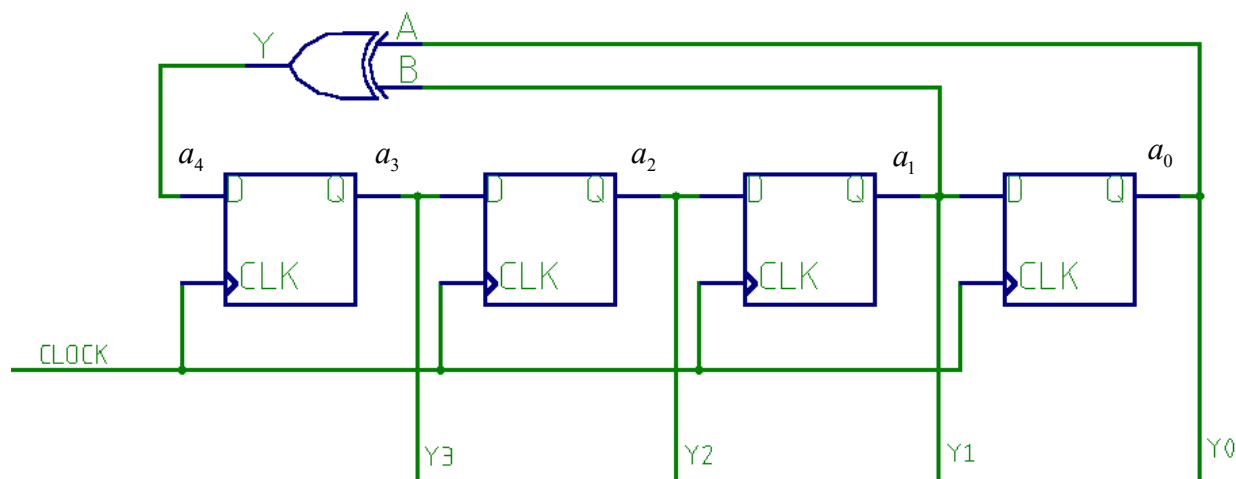 A
Y
B
a₄ a₃ a₂ a₁ a₀
D Q D Q D Q D Q
CLK CLK CLK CLK
CLOCK
Y3 Y2 Y1 Y0